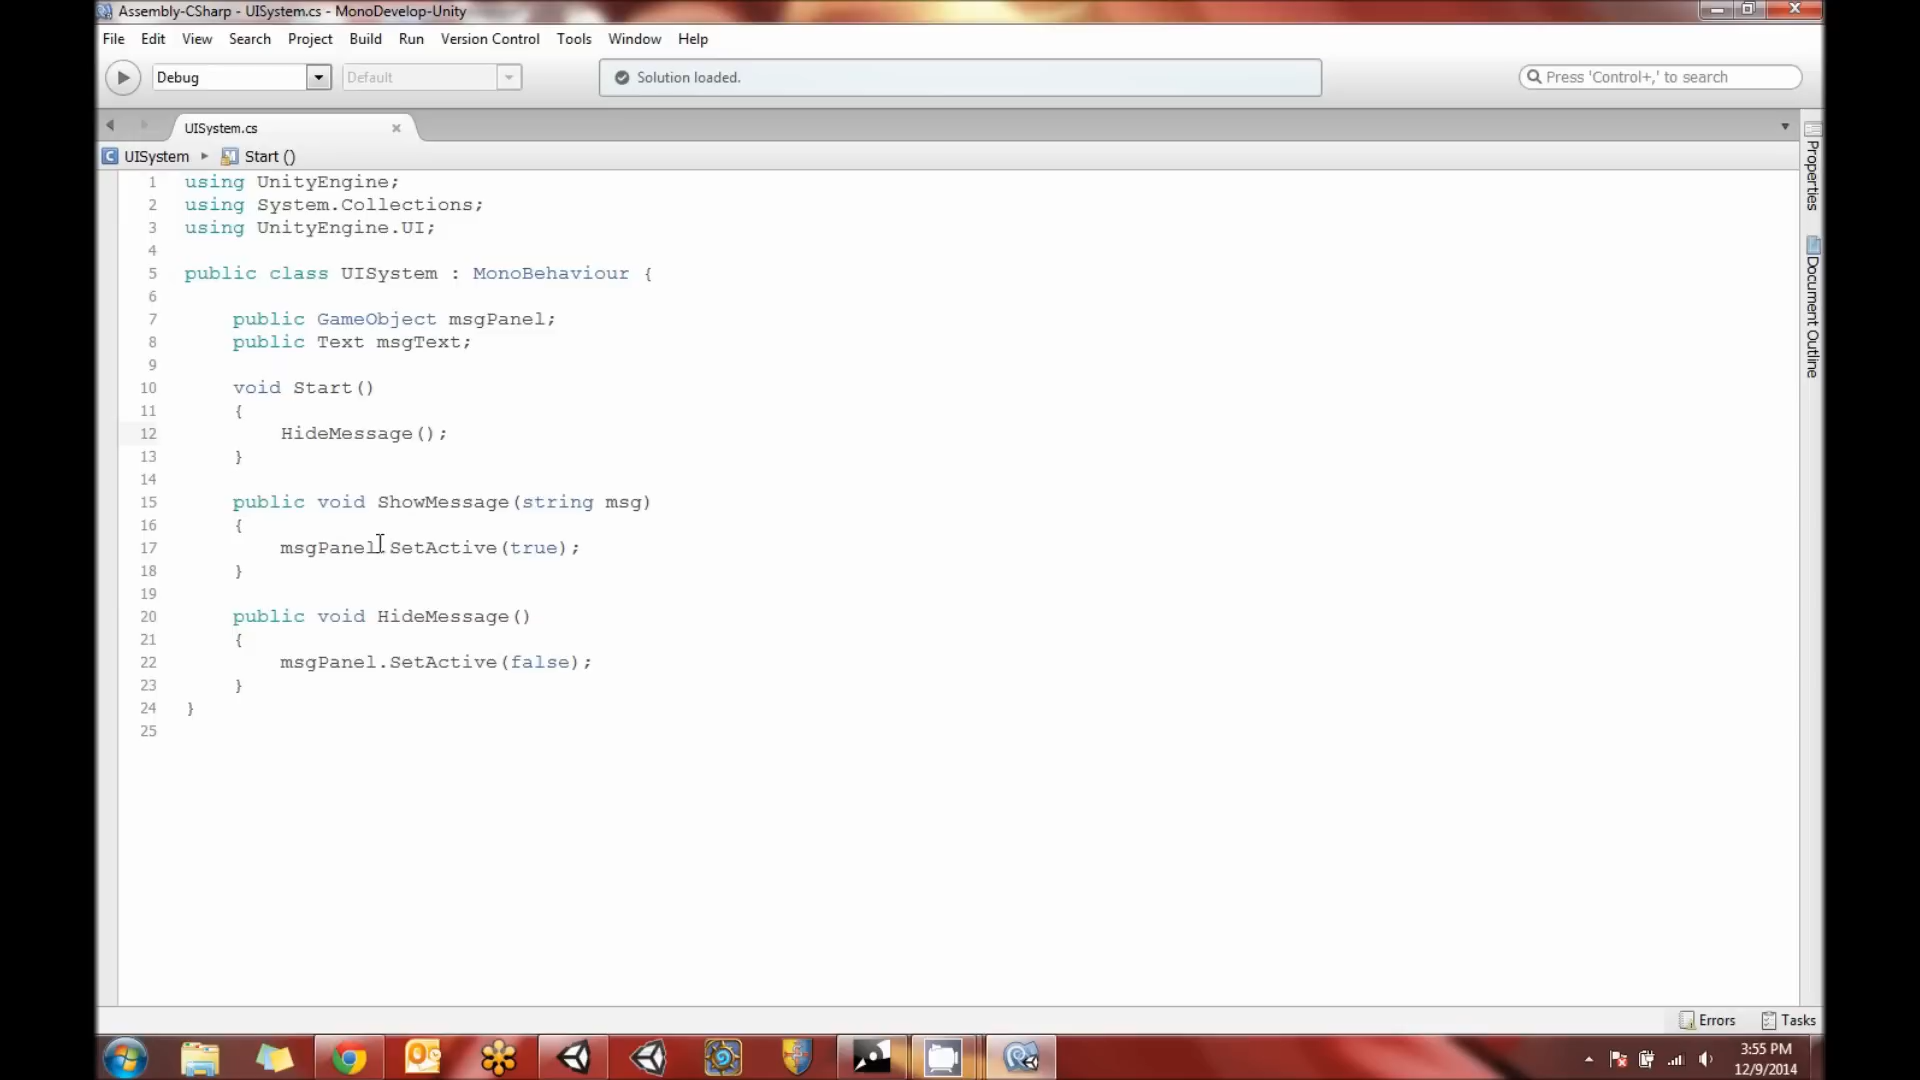 Assembly-CSharp - UISystem.cs - MonoDevelop-Unity
File Edit View Search Project Build Run Version Control Tools Window Help
Debug Default Solution loaded. Press 'Control+,' to search
UISystem.cs
UISystem Start ()
1 using UnityEngine;
2 using System.Collections;
3 using UnityEngine.UI;
4
5 public class UISystem : MonoBehaviour {
6
7 public GameObject msgPanel;
8 public Text msgText;
9
10 void Start()
11 {
12 HideMessage();
13 }
14
15 public void ShowMessage(string msg)
16 {
17 msgPanel.SetActive(true);
18 }
19
20 public void HideMessage()
21 {
22 msgPanel.SetActive(false);
23 }
24 }
25
Properties
Document Outline
Errors Tasks
3:55 PM
12/9/2014